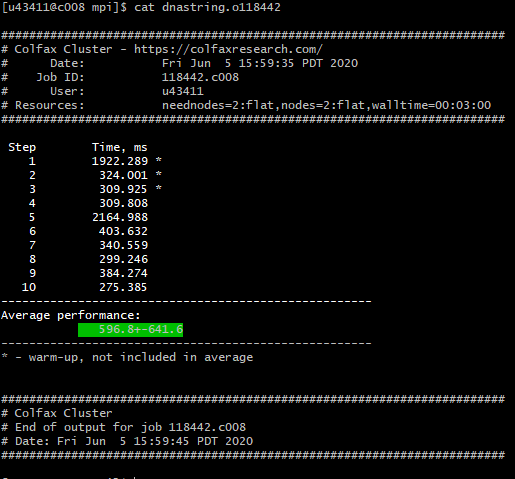 [u43411@c008 mpi]$ cat dnastring.o118442
########################################################################
# Colfax Cluster - https://colfaxresearch.com/
#      Date:           Fri Jun  5 15:59:35 PDT 2020
#    Job ID:           118442.c008
#      User:           u43411
# Resources:           neednodes=2:flat,nodes=2:flat,walltime=00:03:00
########################################################################
 Step        Time, ms
    1        1922.289 *
    2         324.001 *
    3         309.925 *
    4         309.808
    5        2164.988
    6         403.632
    7         340.559
    8         299.246
    9         384.274
   10         275.385
-----------------------------------------------------
Average performance:
              596.8+-641.6
-----------------------------------------------------
* - warm-up, not included in average
########################################################################
# Colfax Cluster
# End of output for job 118442.c008
# Date: Fri Jun  5 15:59:45 PDT 2020
########################################################################